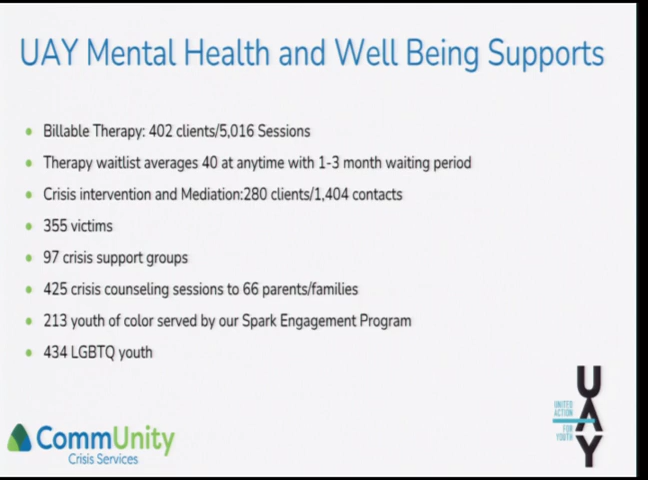 UAY Mental Health and Well Being Supports
Billable Therapy: 402 clients/5,016 Sessions
Therapy waitlist averages 40 at anytime with 1-3 month waiting period
Crisis intervention and Mediation:280 clients/1,404 contacts
355 victims
97 crisis support groups
425 crisis counseling sessions to 66 parents/families
213 youth of color served by our Spark Engagement Program
434 LGBTQ youth
CommUnity
Crisis Services
UNITED
ACTION
FOR
YOUTH
UAY